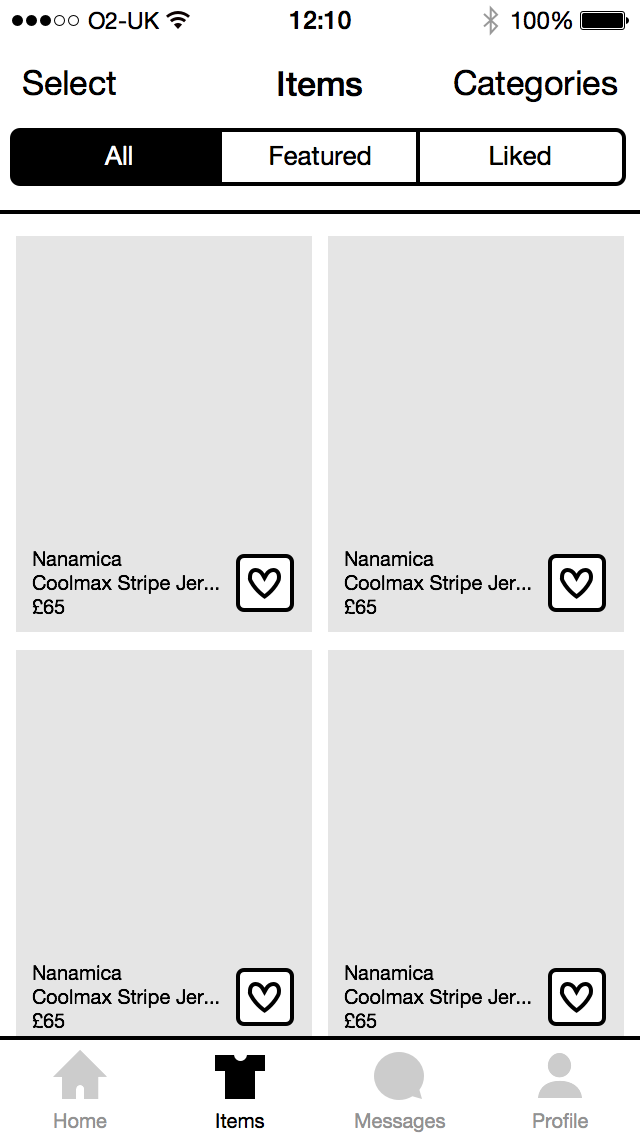 O2-UK 12:10 100%
Select Items Categories
All Featured Liked
Nanamica
Coolmax Stripe Jer...
£65
Nanamica
Coolmax Stripe Jer...
£65
Nanamica
Coolmax Stripe Jer...
£65
Nanamica
Coolmax Stripe Jer...
£65
Home Items Messages Profile